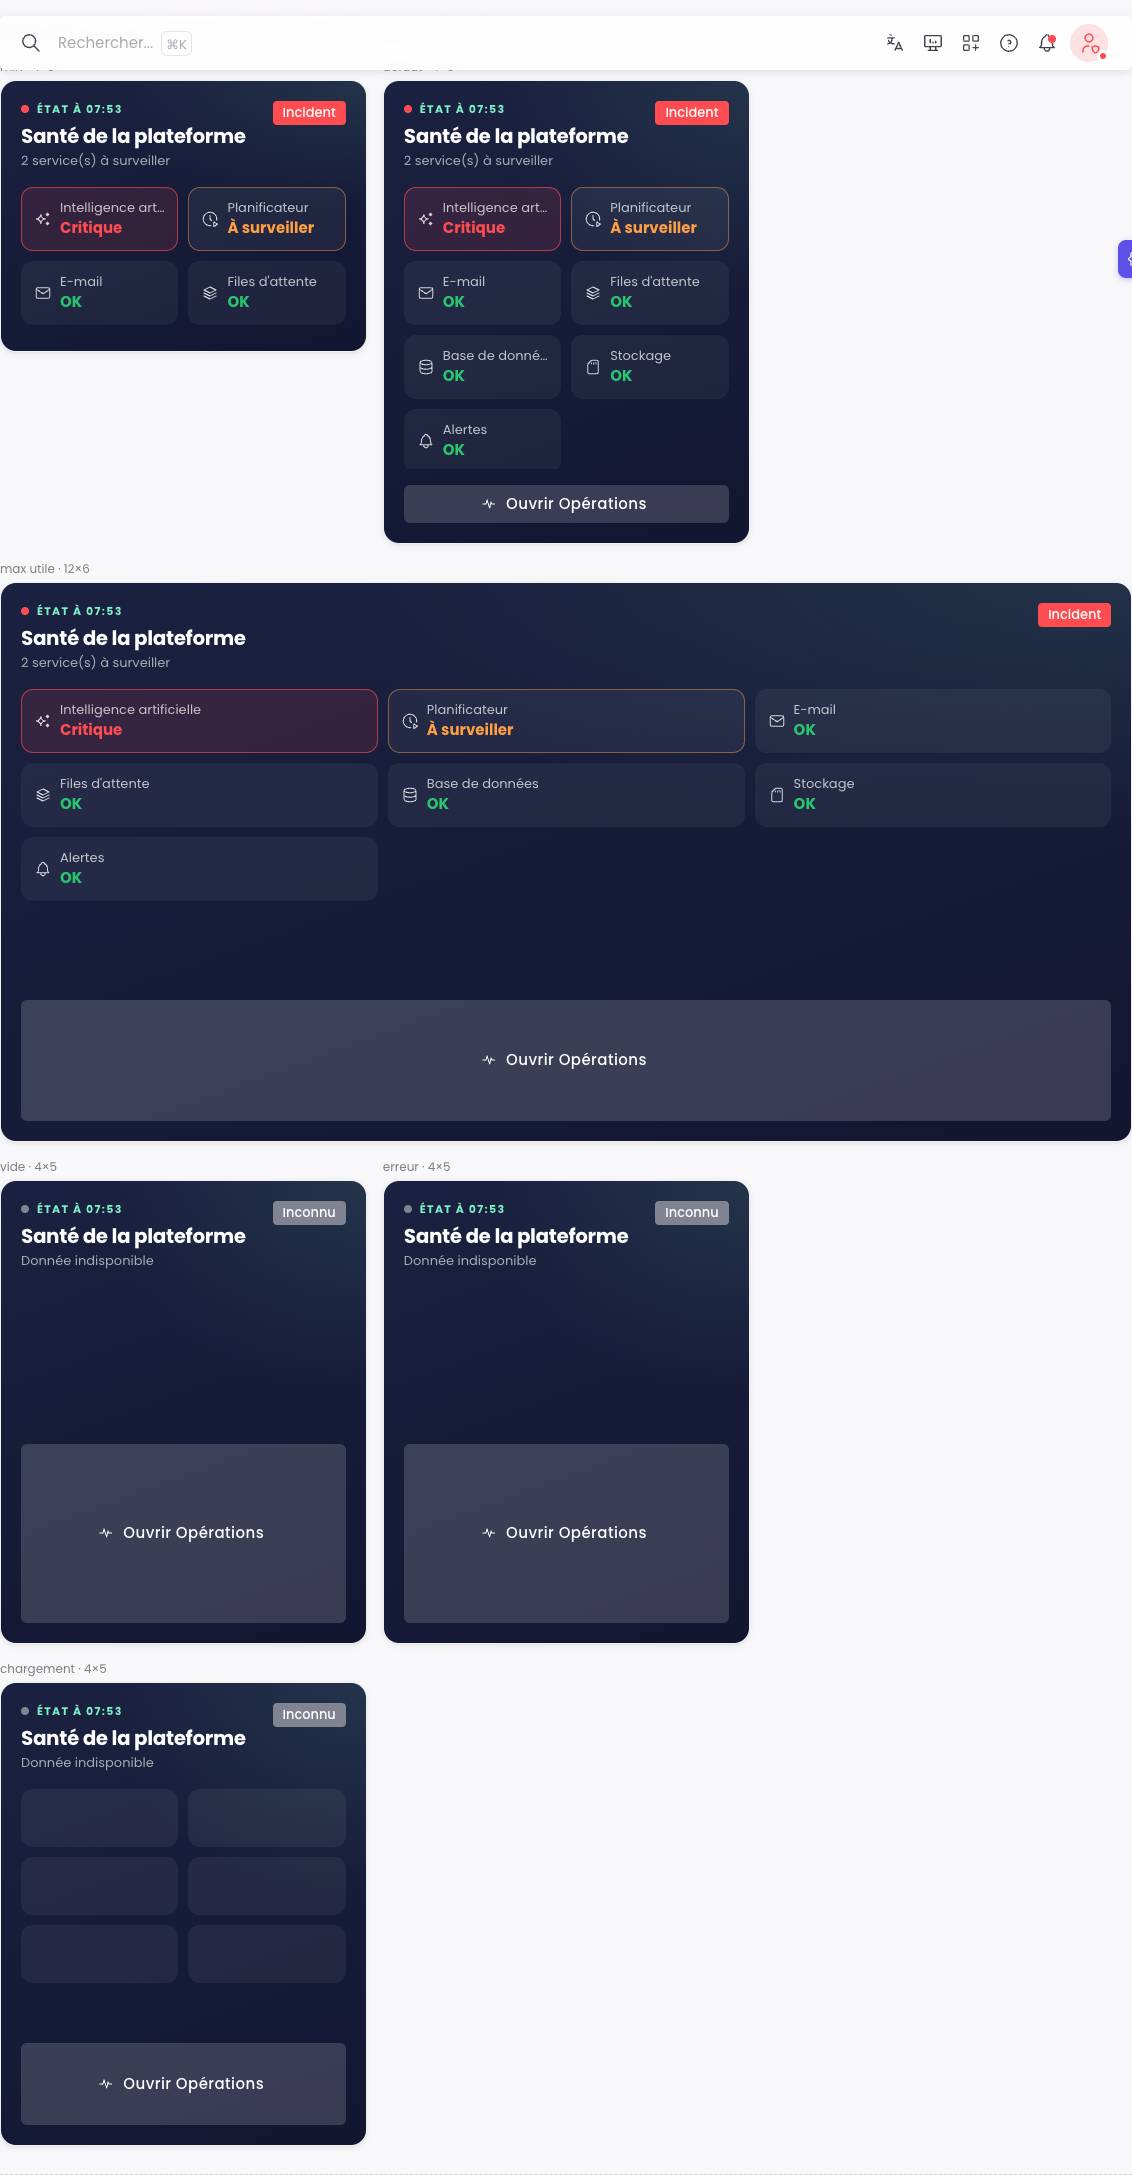 Rechercher... ⌘K
ÉTAT À 07:53
Incident
Santé de la plateforme
2 service(s) à surveiller
Intelligence art...
Critique
Planificateur
À surveiller
E-mail
OK
Files d'attente
OK
ÉTAT À 07:53
Incident
Santé de la plateforme
2 service(s) à surveiller
Intelligence art...
Critique
Planificateur
À surveiller
E-mail
OK
Files d'attente
OK
Base de donné...
OK
Stockage
OK
Alertes
OK
Ouvrir Opérations
max utile · 12×6
ÉTAT À 07:53
Incident
Santé de la plateforme
2 service(s) à surveiller
Intelligence artificielle
Critique
Planificateur
À surveiller
E-mail
OK
Files d'attente
OK
Base de données
OK
Stockage
OK
Alertes
OK
Ouvrir Opérations
vide · 4×5
ÉTAT À 07:53
Inconnu
Santé de la plateforme
Donnée indisponible
Ouvrir Opérations
erreur · 4×5
ÉTAT À 07:53
Inconnu
Santé de la plateforme
Donnée indisponible
Ouvrir Opérations
chargement · 4×5
ÉTAT À 07:53
Inconnu
Santé de la plateforme
Donnée indisponible
Ouvrir Opérations